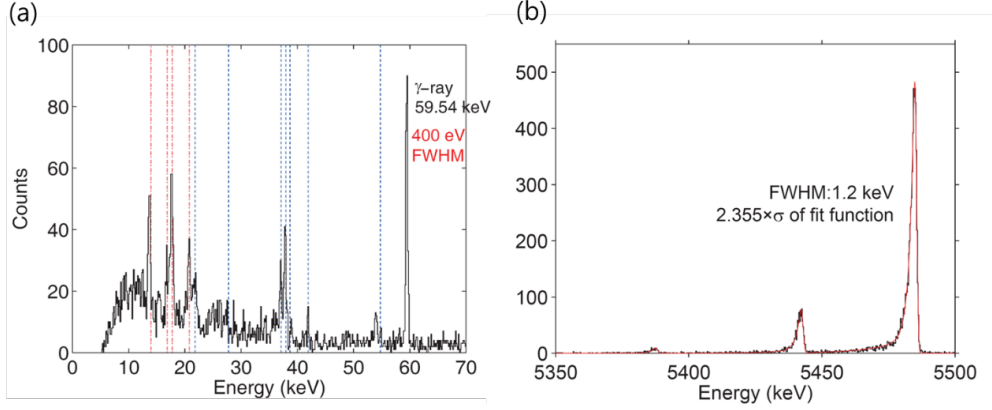 (a)
100
80
60
40
20
0
Counts
γ-ray
59.54 keV
400 eV
FWHM
0 10 20 30 40 50 60 70
Energy (keV)
(b)
500
400
300
200
100
0
FWHM:1.2 keV
2.355×σ of fit function
5350 5400 5450 5500
Energy (keV)